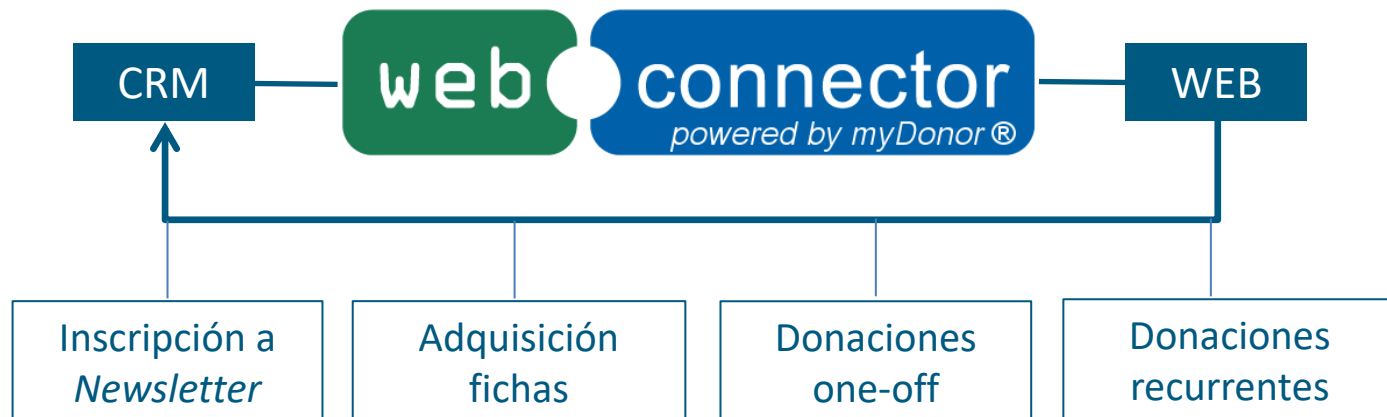 CRM
web connector
powered by myDonor ®
WEB
Inscripción a
Newsletter
Adquisición
fichas
Donaciones
one-off
Donaciones
recurrentes